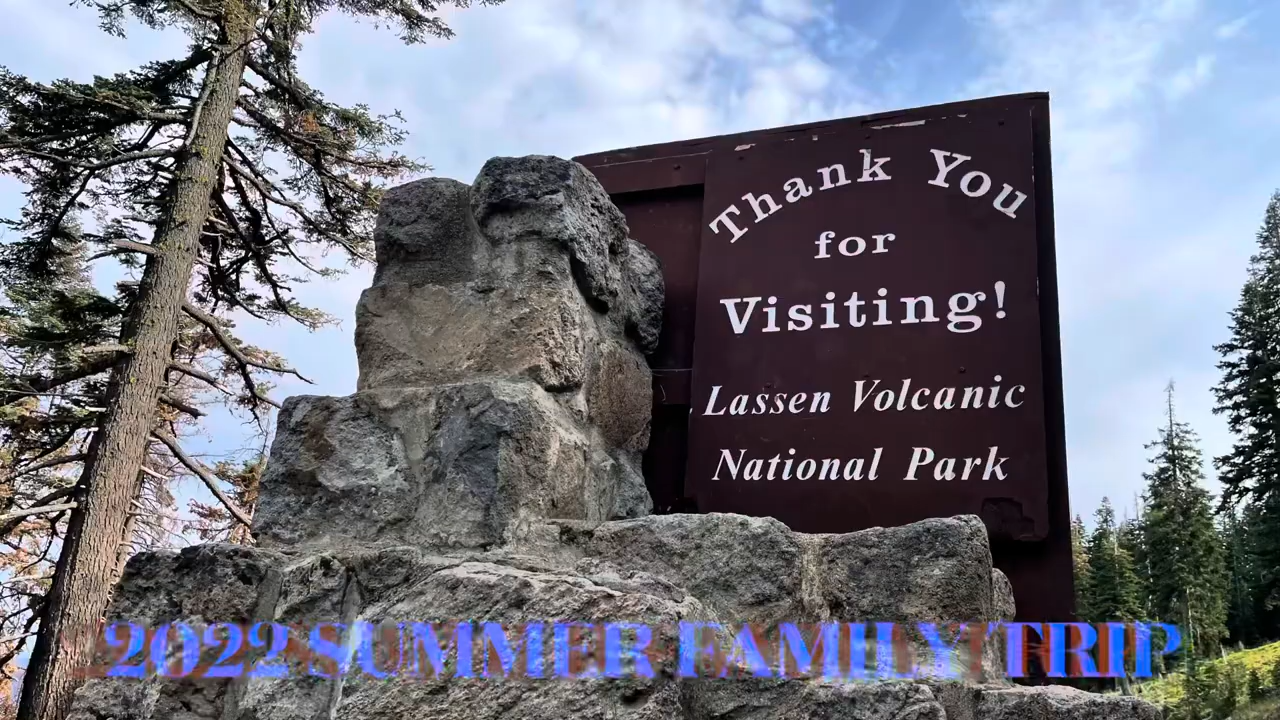 Thank You
for
Visiting!
Lassen Volcanic
National Park
2022 SUMMER FAMILY TRIP